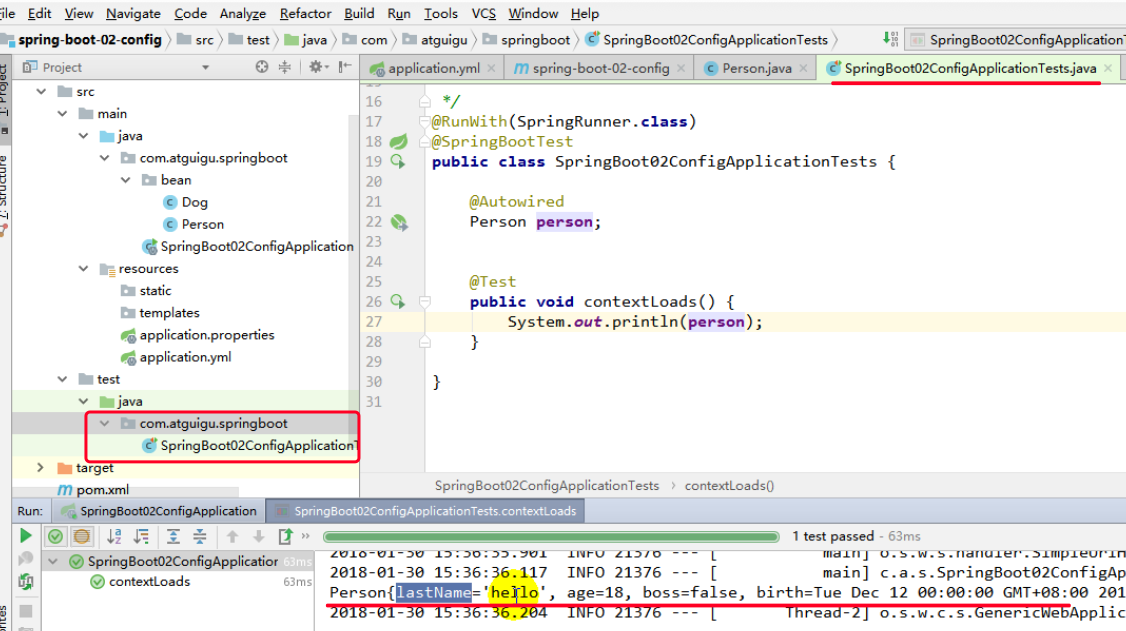 File Edit View Navigate Code Analyze Refactor Build Run Tools VCS Window Help
spring-boot-02-config src test java com atguigu springboot SpringBoot02ConfigApplicationTests SpringBoot02ConfigApplicationT
Project application.yml spring-boot-02-config Person.java SpringBoot02ConfigApplicationTests.java
1: Project
7: Structure
src
main
java
com.atguigu.springboot
bean
Dog
Person
SpringBoot02ConfigApplication
resources
static
templates
application.properties
application.yml
test
java
com.atguigu.springboot
SpringBoot02ConfigApplicationT
target
pom.xml
16 */
17 @RunWith(SpringRunner.class)
18 @SpringBootTest
19 public class SpringBoot02ConfigApplicationTests {
20
21 @Autowired
22 Person person;
23
24
25 @Test
26 public void contextLoads() {
27 System.out.println(person);
28 }
29
30 }
31
SpringBoot02ConfigApplicationTests › contextLoads()
Run: SpringBoot02ConfigApplication SpringBoot02ConfigApplicationTests.contextLoads
1 test passed - 63ms
SpringBoot02ConfigApplication 63ms
contextLoads 63ms
2018-01-30 15:36:35.901 INFO 21376 --- [ main] o.s.w.s.handler.SimpleUrlH
2018-01-30 15:36:36.117 INFO 21376 --- [ main] c.a.s.SpringBoot02ConfigAp
Person{lastName='hello', age=18, boss=false, birth=Tue Dec 12 00:00:00 GMT+08:00 201
2018-01-30 15:36:36.204 INFO 21376 --- [ Thread-2] o.s.w.c.s.GenericWebApplic